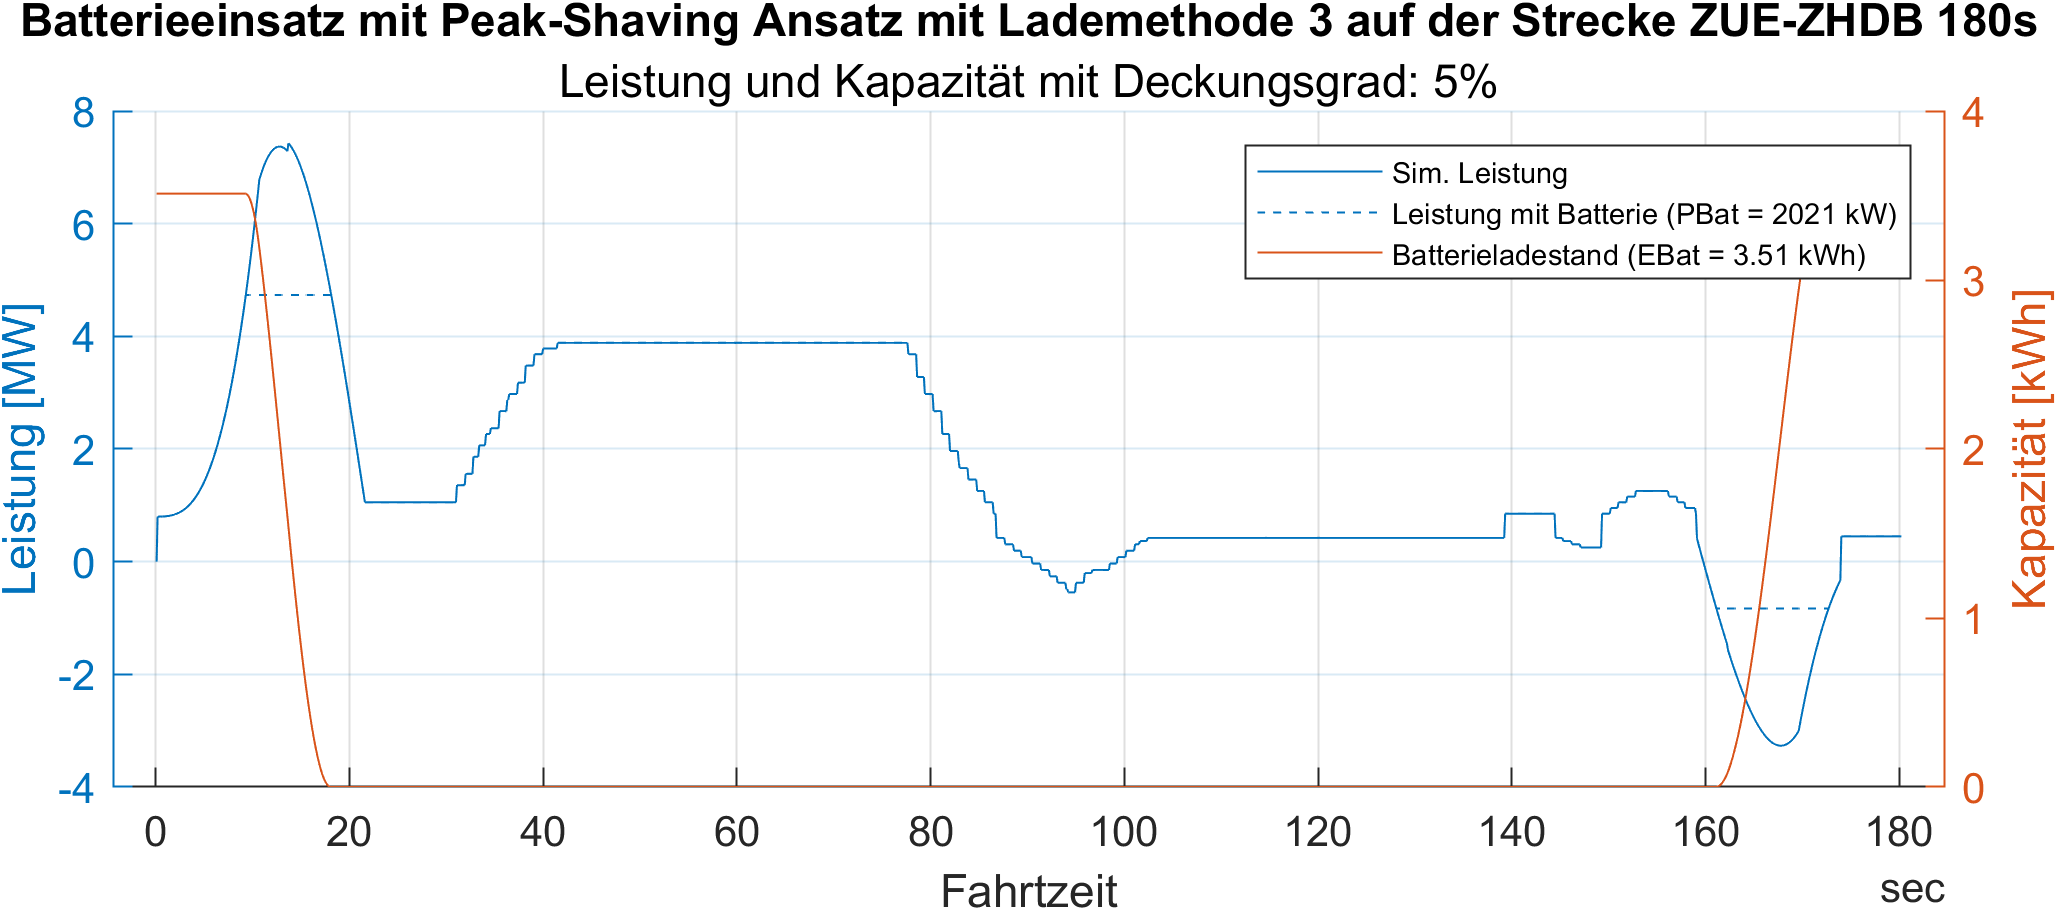 Batterieeinsatz mit Peak-Shaving Ansatz mit Lademethode 3 auf der Strecke ZUE-ZHDB 180s
Leistung und Kapazität mit Deckungsgrad: 5%
8
6
4
2
0
-2
-4
Leistung [MW]
Sim. Leistung
Leistung mit Batterie (PBat = 2021 kW)
Batterieladestand (EBat = 3.51 kWh)
4
3
2
1
0
Kapazität [kWh]
0 20 40 60 80 100 120 140 160 180
Fahrtzeit
sec